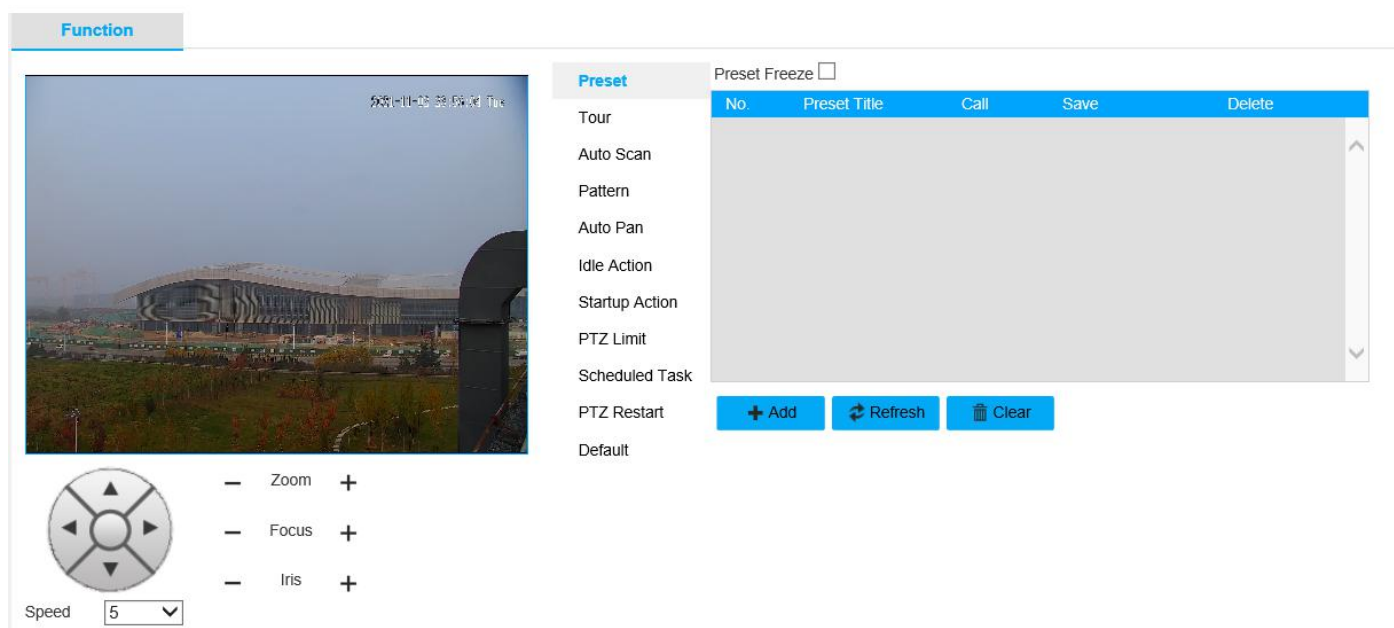 Function
Preset
Tour
Auto Scan
Pattern
Auto Pan
Idle Action
Startup Action
PTZ Limit
Scheduled Task
PTZ Restart
Default
Preset Freeze
No. Preset Title Call Save Delete
Add Refresh Clear
Zoom
Focus
Iris
Speed 5